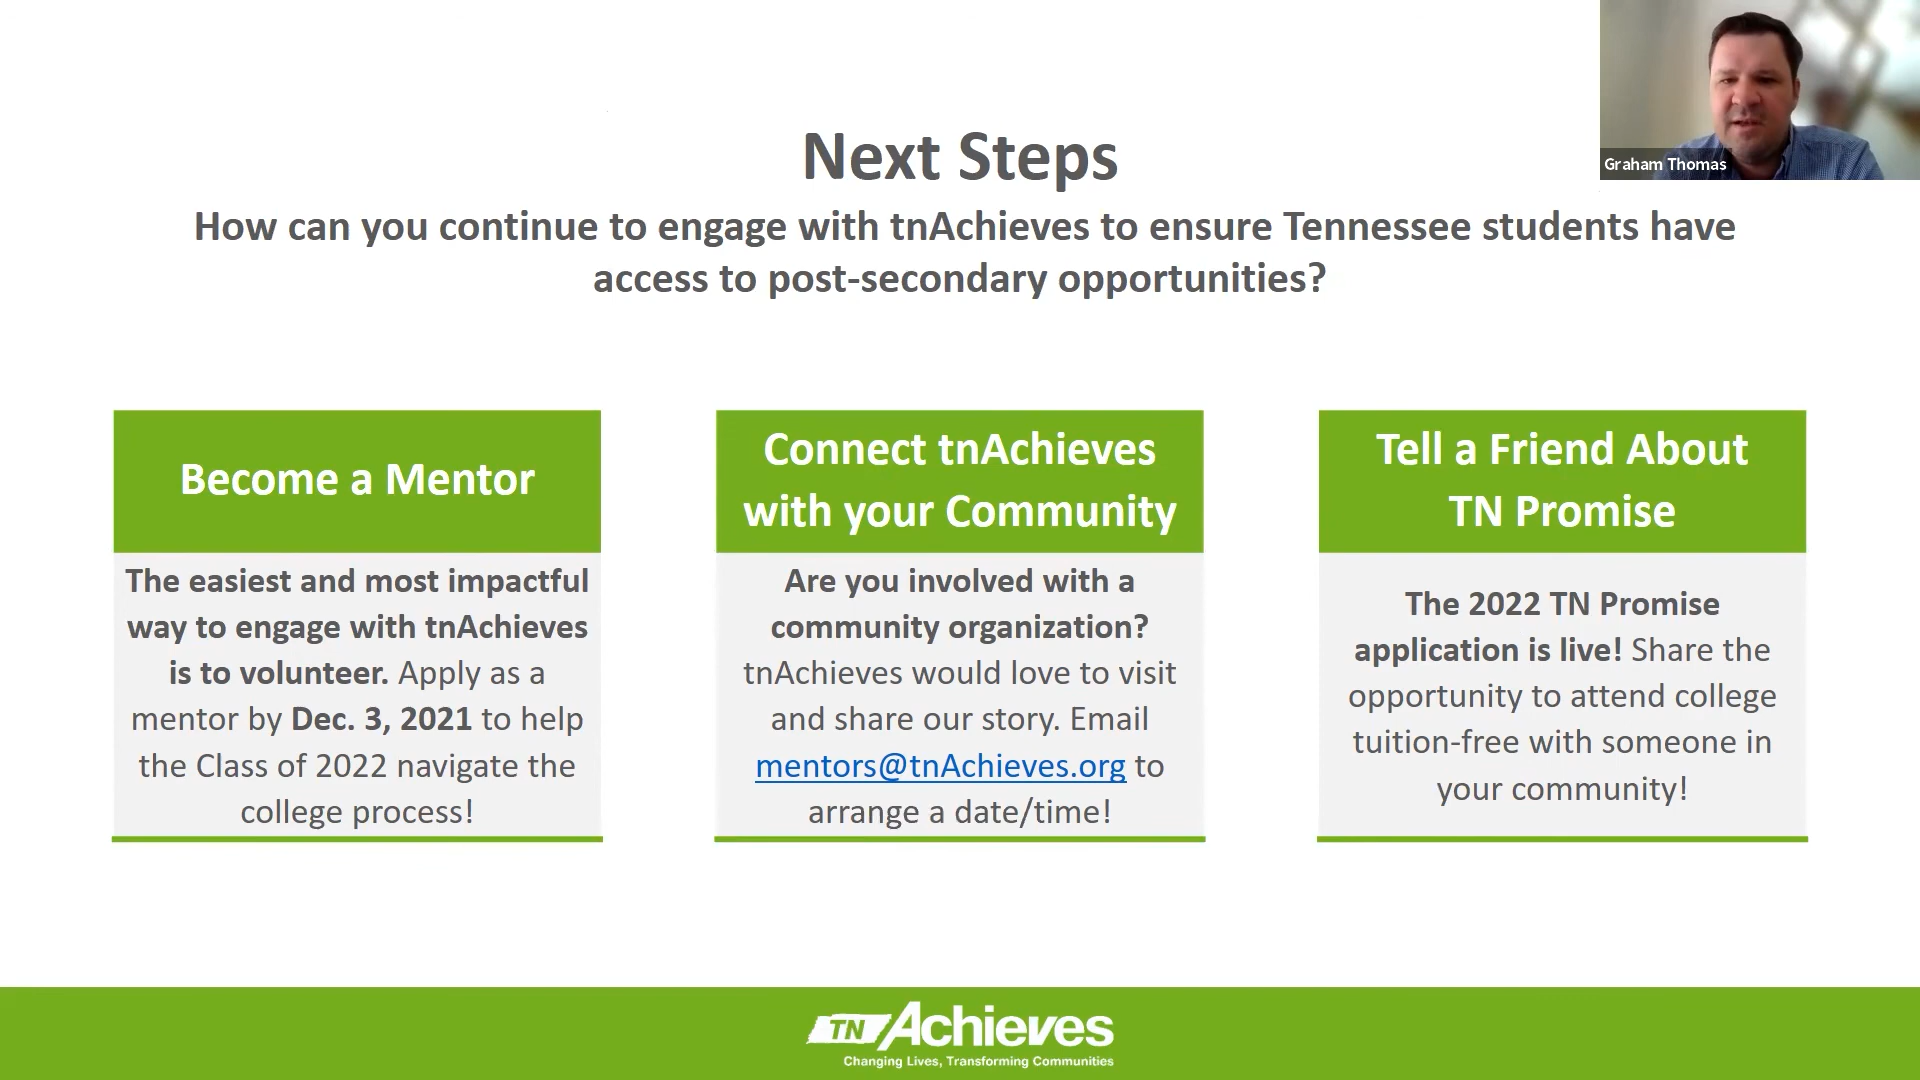 Graham Thomas
Next Steps
How can you continue to engage with tnAchieves to ensure Tennessee students have
access to post-secondary opportunities?
Become a Mentor
The easiest and most impactful
way to engage with tnAchieves
is to volunteer. Apply as a
mentor by Dec. 3, 2021 to help
the Class of 2022 navigate the
college process!
Connect tnAchieves
with your Community
Are you involved with a
community organization?
tnAchieves would love to visit
and share our story. Email
mentors@tnAchieves.org to
arrange a date/time!
Tell a Friend About
TN Promise
The 2022 TN Promise
application is live! Share the
opportunity to attend college
tuition-free with someone in
your community!
TN Achieves
Changing Lives, Transforming Communities